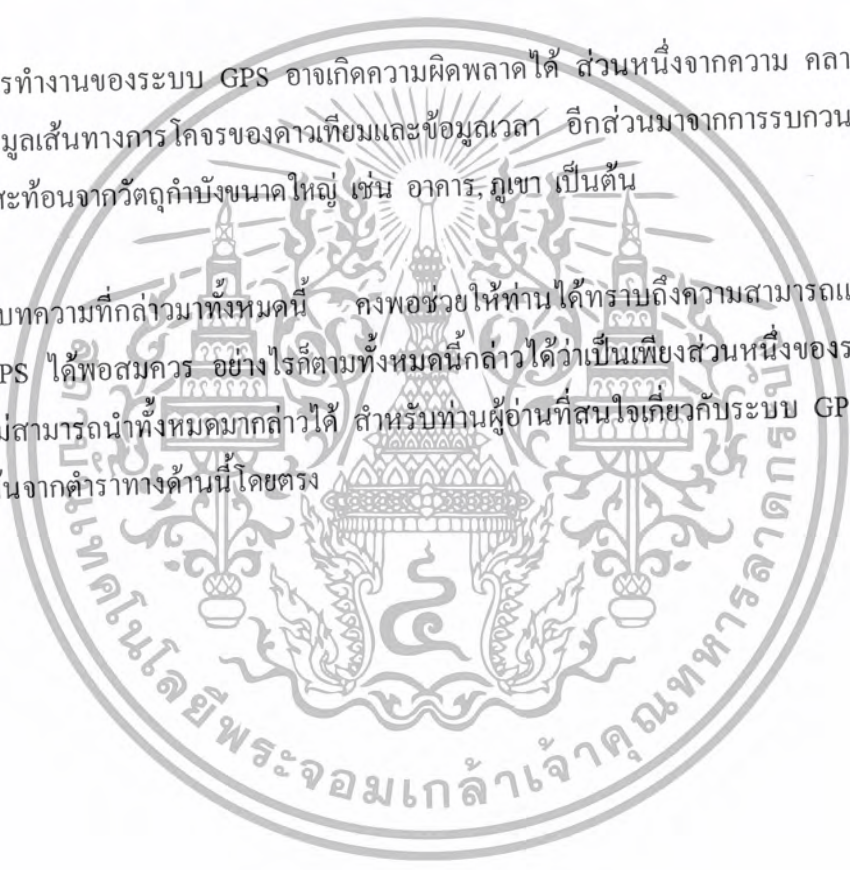 รทำงานของระบบ GPS อาจเกิดความผิดพลาดได้ ส่วนหนึ่งจากความ คลา
มูลเส้นทางการโคจรของดาวเทียมและข้อมูลเวลา อีกส่วนมาจากการรบกวน
สะท้อนจากวัตถุกำบังขนาดใหญ่ เช่น อาคาร, ภูเขา เป็นต้น
บทความที่กล่าวมาทั้งหมดนี้ คงพอช่วยให้ท่านได้ทราบถึงความสามารถแ
PS ได้พอสมควร อย่างไรก็ตามทั้งหมดนี้กล่าวได้ว่าเป็นเพียงส่วนหนึ่งของร
ม่สามารถนำทั้งหมดมากล่าวได้ สำหรับท่านผู้อ่านที่สนใจเกี่ยวกับระบบ GP
นจากตำราทางด้านนี้โดยตรง
สถาบันเทคโนโลยีพระจอมเกล้าเจ้าคุณทหารลาดกระบัง